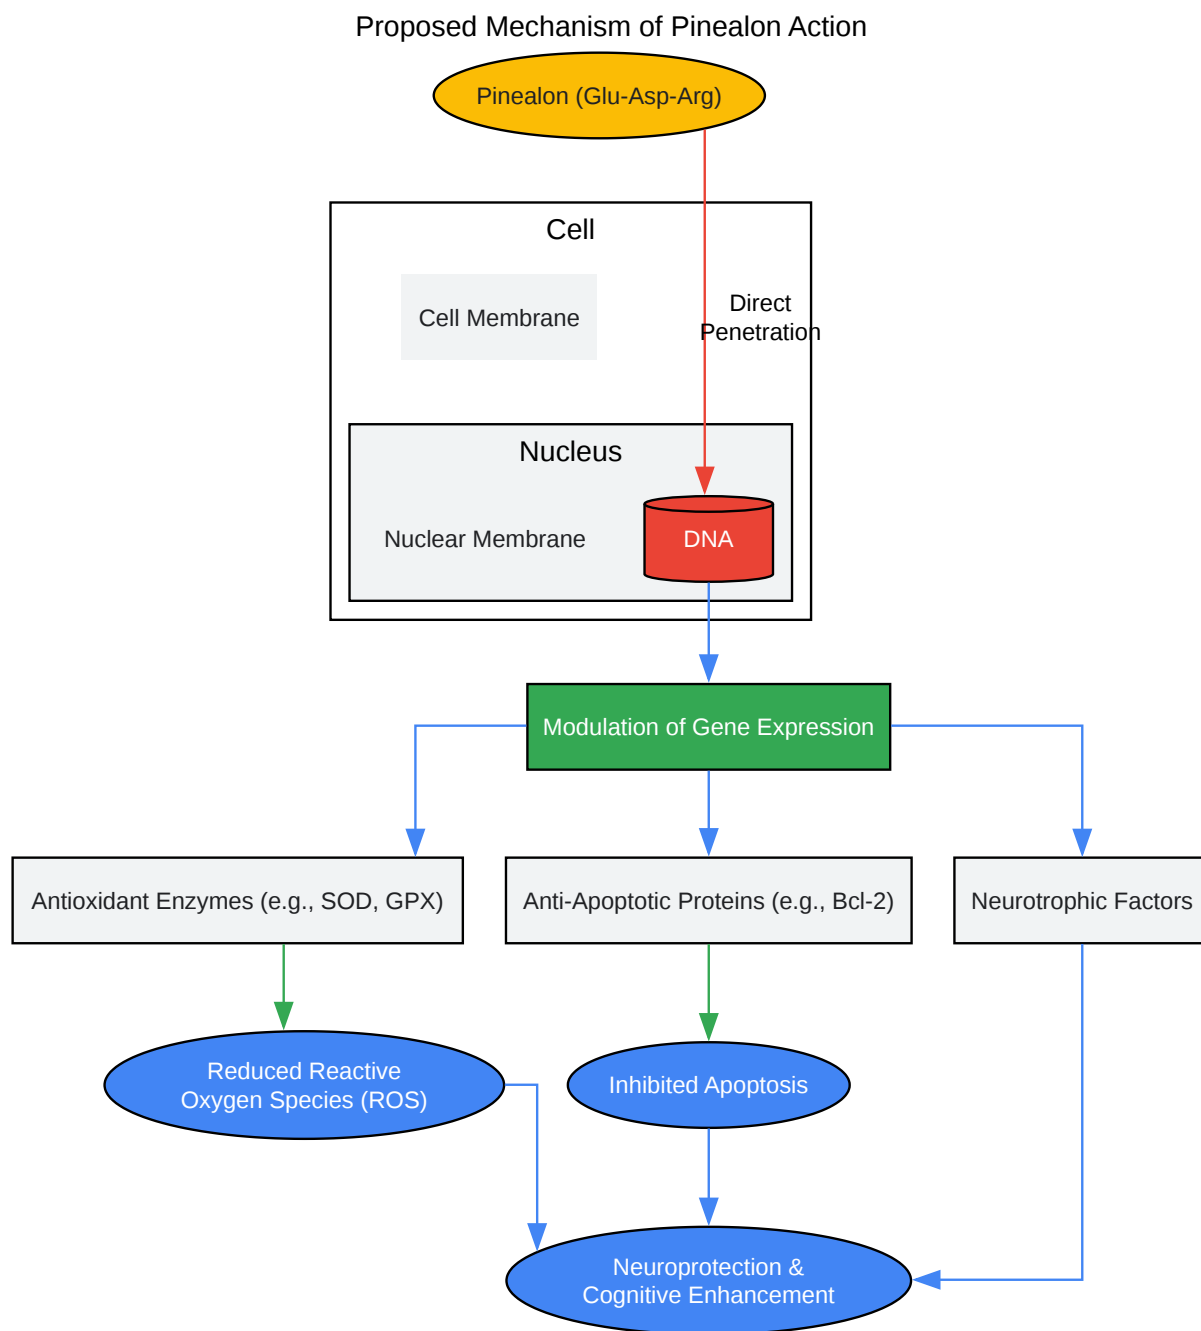 Proposed Mechanism of Pinealon Action
Pinealon (Glu-Asp-Arg)
Cell
Cell Membrane
Direct
Penetration
Nucleus
Nuclear Membrane
DNA
Modulation of Gene Expression
Antioxidant Enzymes (e.g., SOD, GPX)
Anti-Apoptotic Proteins (e.g., Bcl-2)
Neurotrophic Factors
Reduced Reactive
Oxygen Species (ROS)
Inhibited Apoptosis
Neuroprotection &
Cognitive Enhancement